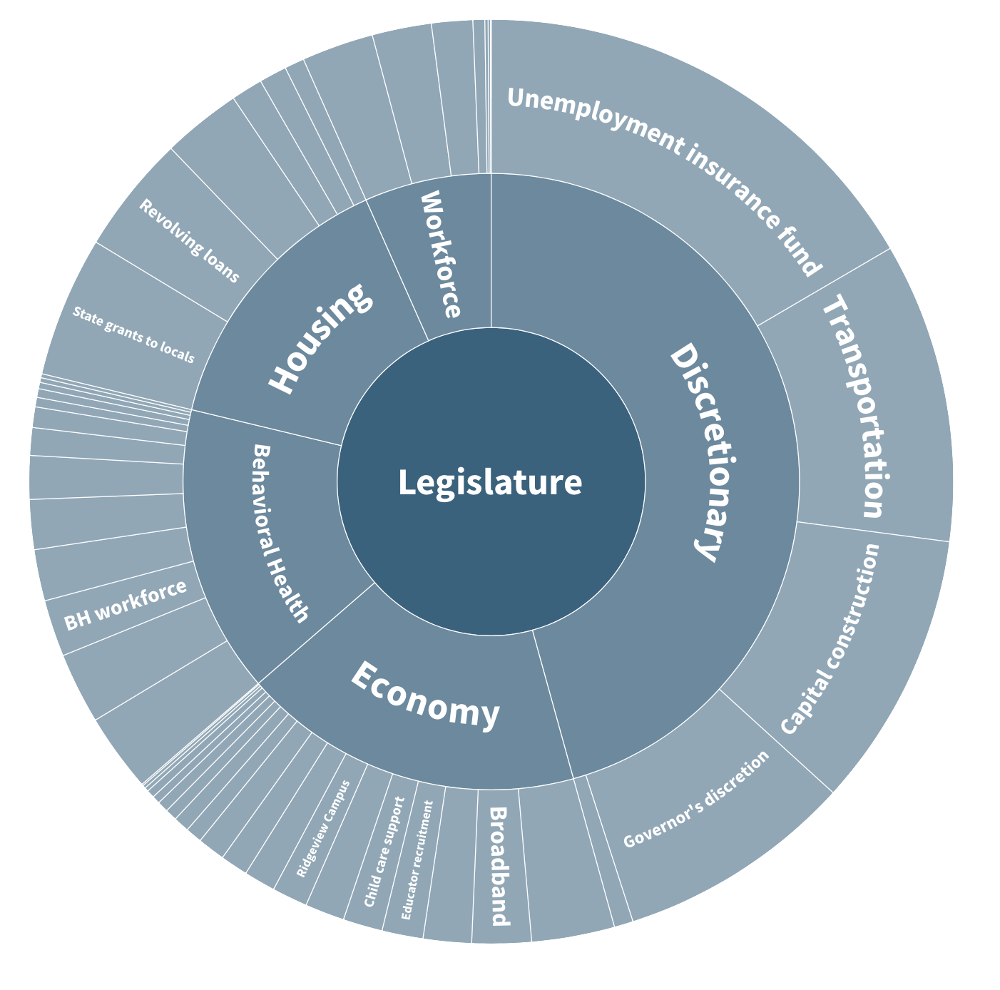 Legislature
Discretionary
Economy
Behavioral Health
Housing
Workforce
Unemployment insurance fund
Transportation
Capital construction
Governor's discretion
Broadband
Educator recruitment
Child care support
Ridgeview Campus
BH workforce
State grants to locals
Revolving loans